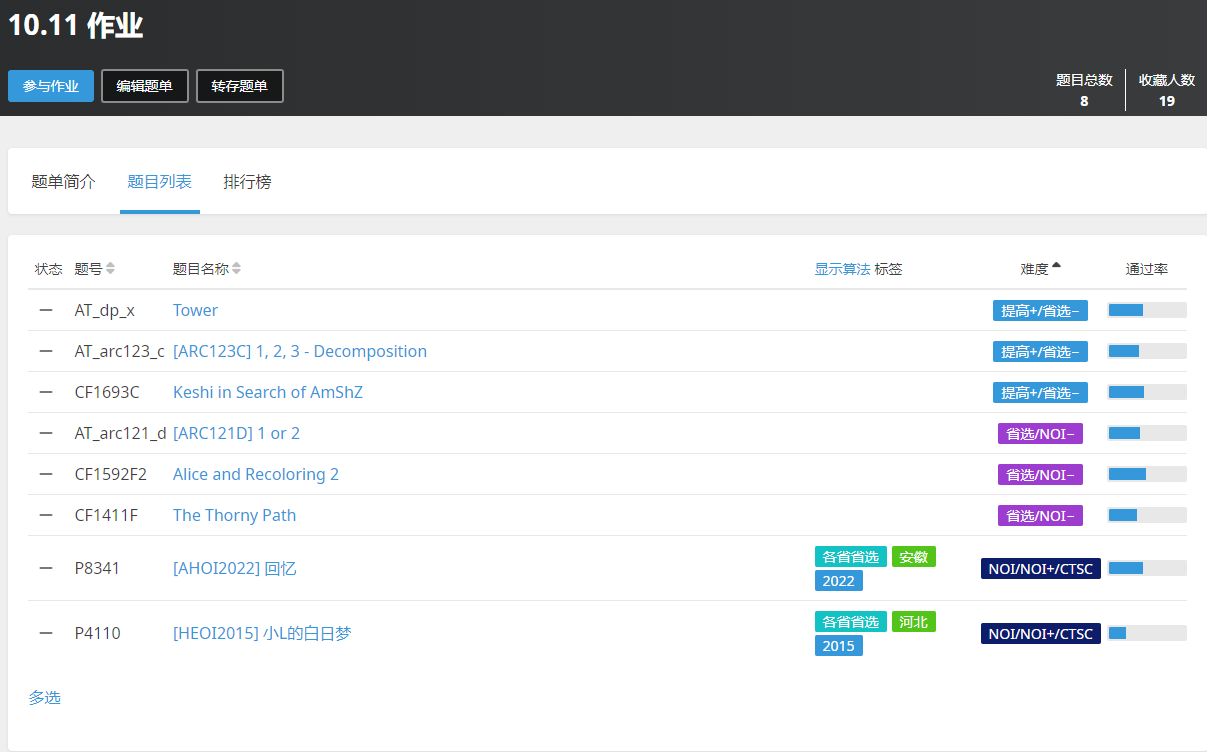 10.11 作业
参与作业 编辑题单 转存题单
题目总数 收藏人数
8 19
题单简介 题目列表 排行榜
状态 题号 题目名称 显示算法 标签 难度 通过率
— AT_dp_x Tower 提高+/省选−
— AT_arc123_c [ARC123C] 1, 2, 3 - Decomposition 提高+/省选−
— CF1693C Keshi in Search of AmShZ 提高+/省选−
— AT_arc121_d [ARC121D] 1 or 2 省选/NOI−
— CF1592F2 Alice and Recoloring 2 省选/NOI−
— CF1411F The Thorny Path 省选/NOI−
— P8341 [AHOI2022] 回忆 各省省选 安徽 NOI/NOI+/CTSC
2022
— P4110 [HEOI2015] 小L的白日梦 各省省选 河北 NOI/NOI+/CTSC
2015
多选